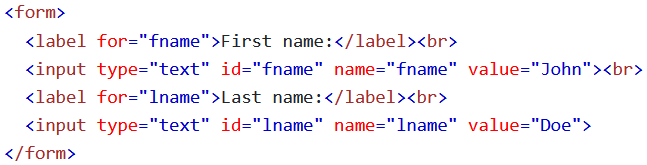 <form>
<label for="fname">First name:</label><br>
<input type="text" id="fname" name="fname" value="John"><br>
<label for="lname">Last name:</label><br>
<input type="text" id="lname" name="lname" value="Doe">
</form>